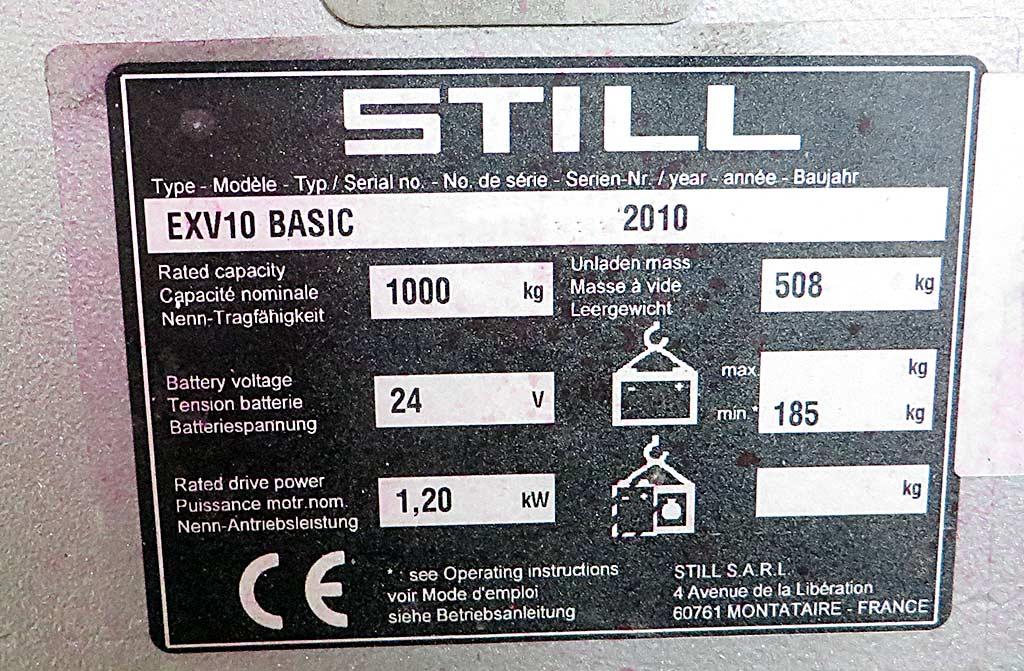 STILL
Type - Modèle - Typ / Serial no. - No. de série - Serien-Nr. / year - année - Baujahr
EXV10 BASIC 2010
Rated capacity
Capacité nominale
Nenn-Tragfähigkeit
1000 kg
Unladen mass
Masse à vide
Leergewicht
508 kg
Battery voltage
Tension batterie
Batteriespannung
24 V
- +
max kg
min * 185 kg
Rated drive power
Puissance motr.nom.
Nenn-Antriebsleistung
1,20 kW
kg
CE
* : see Operating instructions
voir Mode d'emploi
siehe Betriebsanleitung
STILL S.A.R.L.
4 Avenue de la Libération
60761 MONTATAIRE - FRANCE